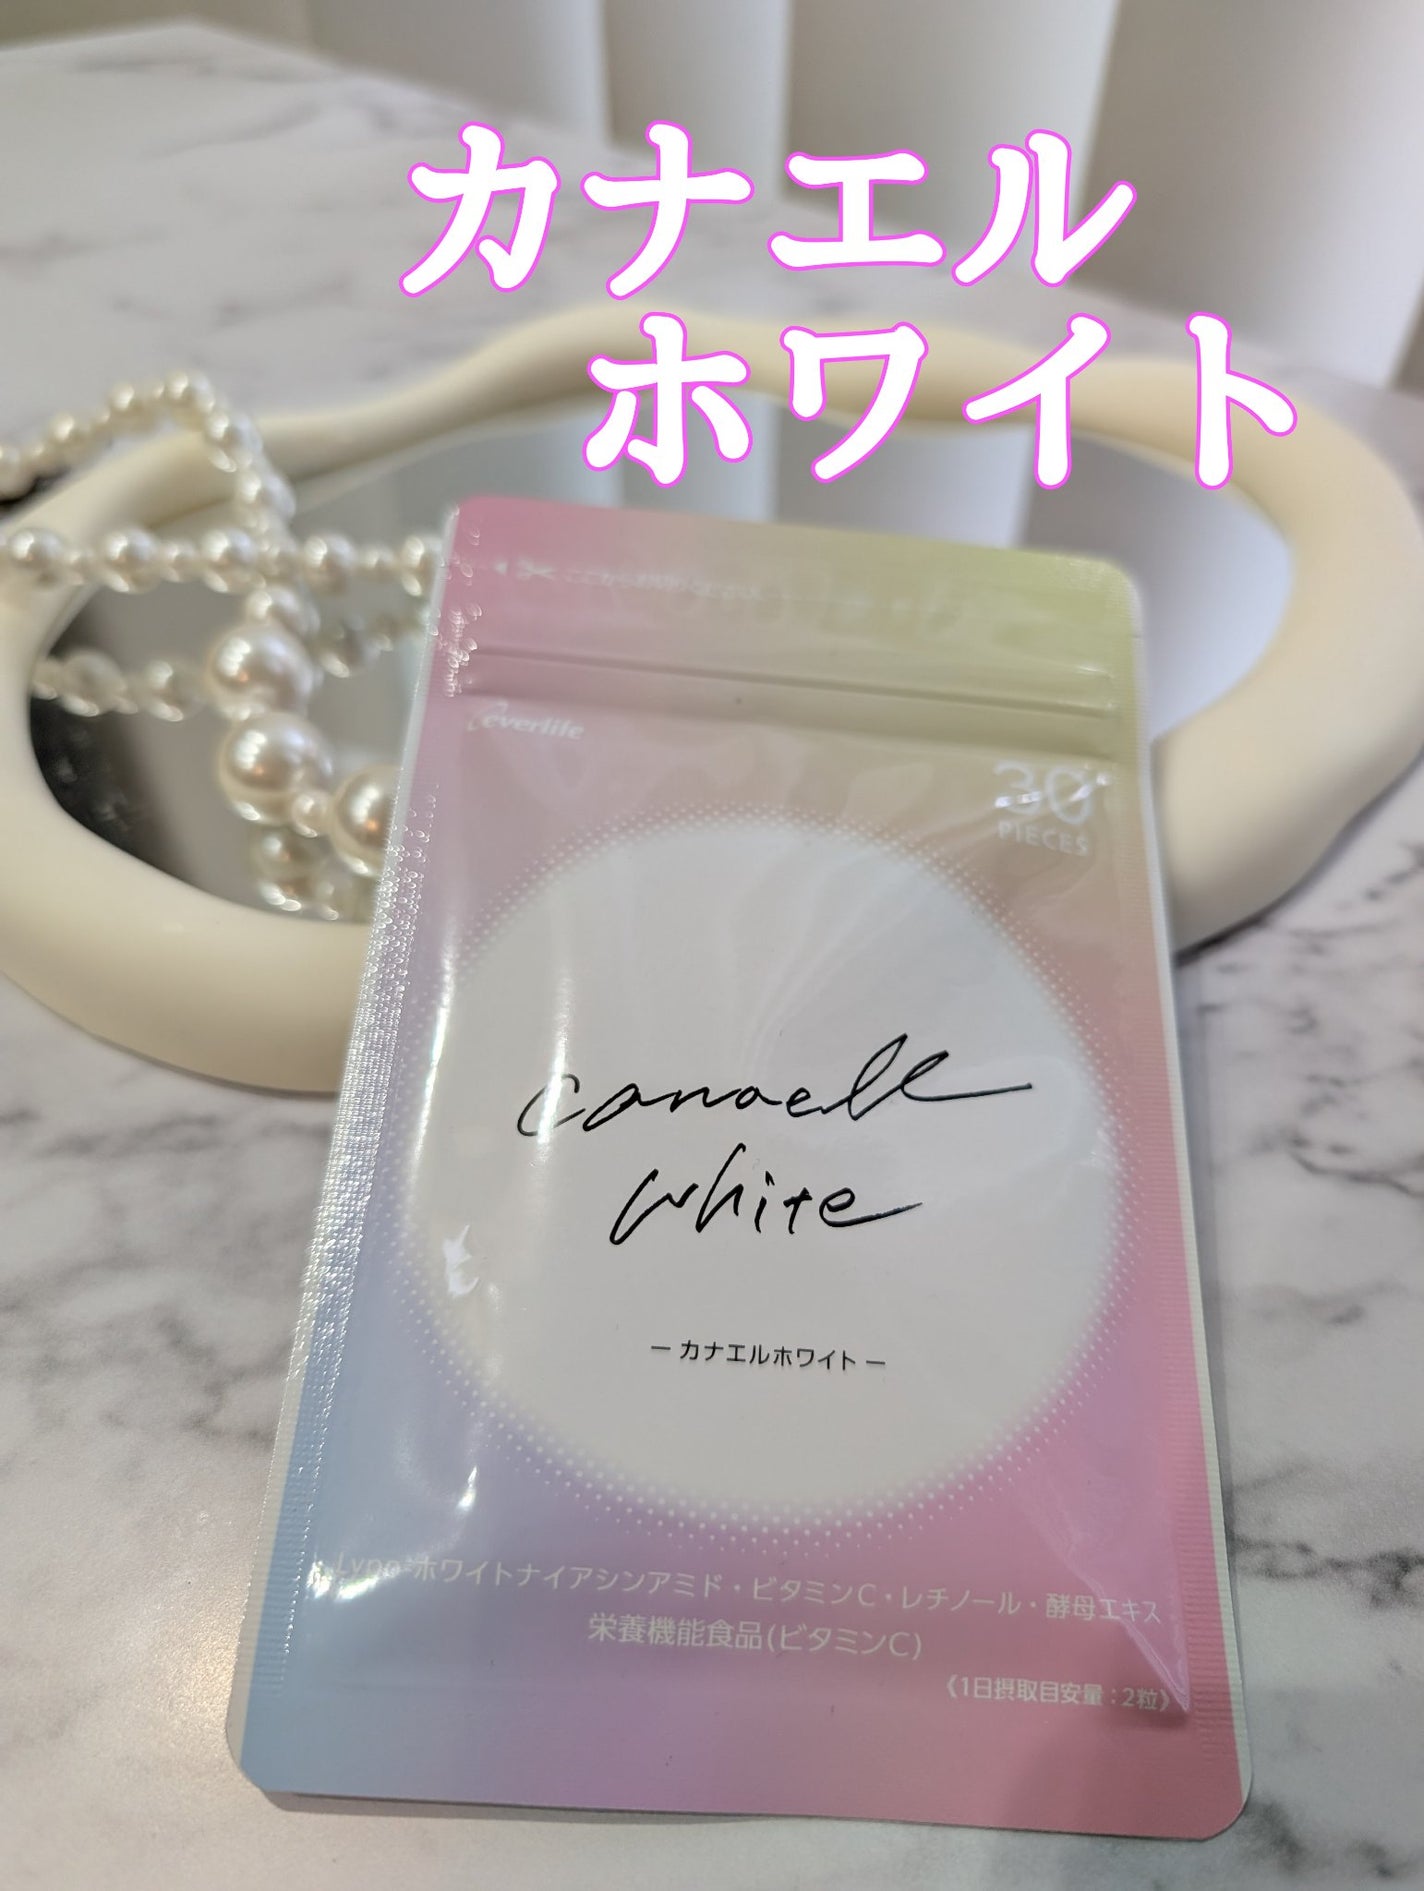 カナエル
ホワイト
everlife
30
PIECES
canaell
white
ー カナエルホワイト ー
Lypo-ホワイトナイアシンアミド・ビタミンC・レチノール・酵母エキス
栄養機能食品(ビタミンC)
《1日摂取目安量：2粒》